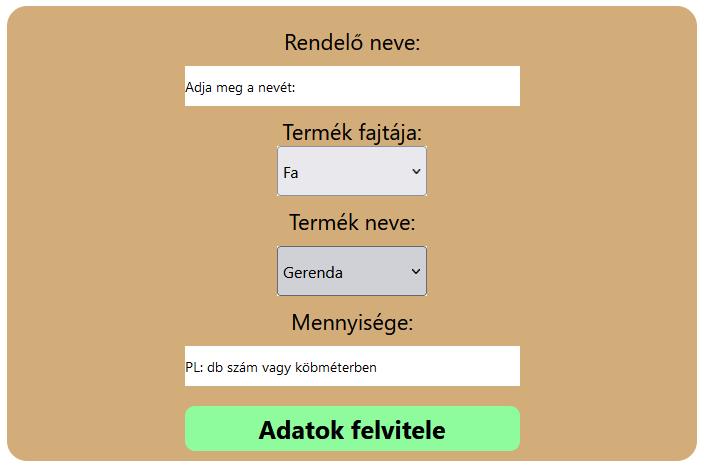 Rendelő neve:
Adja meg a nevét:
Termék fajtája:
Fa
Termék neve:
Gerenda
Mennyisége:
PL: db szám vagy köbméterben
Adatok felvitele